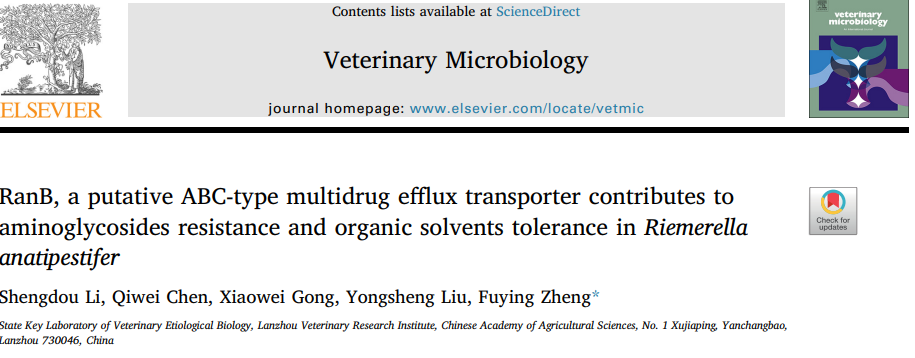 Contents lists available at ScienceDirect
veterinary
microbiology
Veterinary Microbiology
ELSEVIER
journal homepage: www.elsevier.com/locate/vetmic
RanB, a putative ABC-type multidrug efflux transporter contributes to
aminoglycosides resistance and organic solvents tolerance in Riemerella
anatipestifer
Check for
updates
Shengdou Li, Qiwei Chen, Xiaowei Gong, Yongsheng Liu, Fuying Zheng*
State Key Laboratory of Veterinary Etiological Biology, Lanzhou Veterinary Research Institute, Chinese Academy of Agricultural Sciences, No. 1 Xujiaping, Yanchangbao,
Lanzhou 730046, China